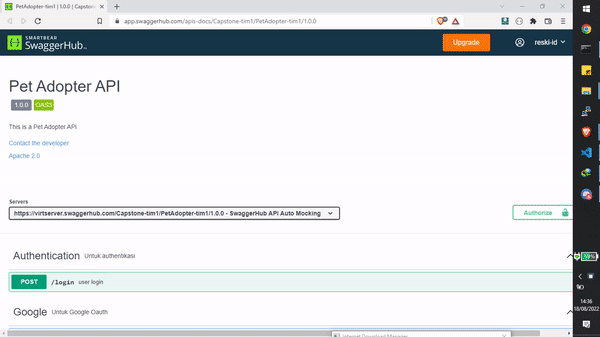 PetAdopter-tim1 | 1.0.0 | Capstone-
app.swaggerhub.com/apis-docs/Capstone-tim1/PetAdopter-tim1/1.0.0
SMARTBEAR
SwaggerHub
Upgrade
reski-id
Pet Adopter API
1.0.0
OAS3
This is a Pet Adopter API
Contact the developer
Apache 2.0
Servers
https://virtserver.swaggerhub.com/Capstone-tim1/PetAdopter-tim1/1.0.0 - SwaggerHub API Auto Mocking
Authorize
Authentication Untuk authentikasi
POST /login user login
Google Untuk Google Oauth
Internet Download Manager
14:36
18/08/2022